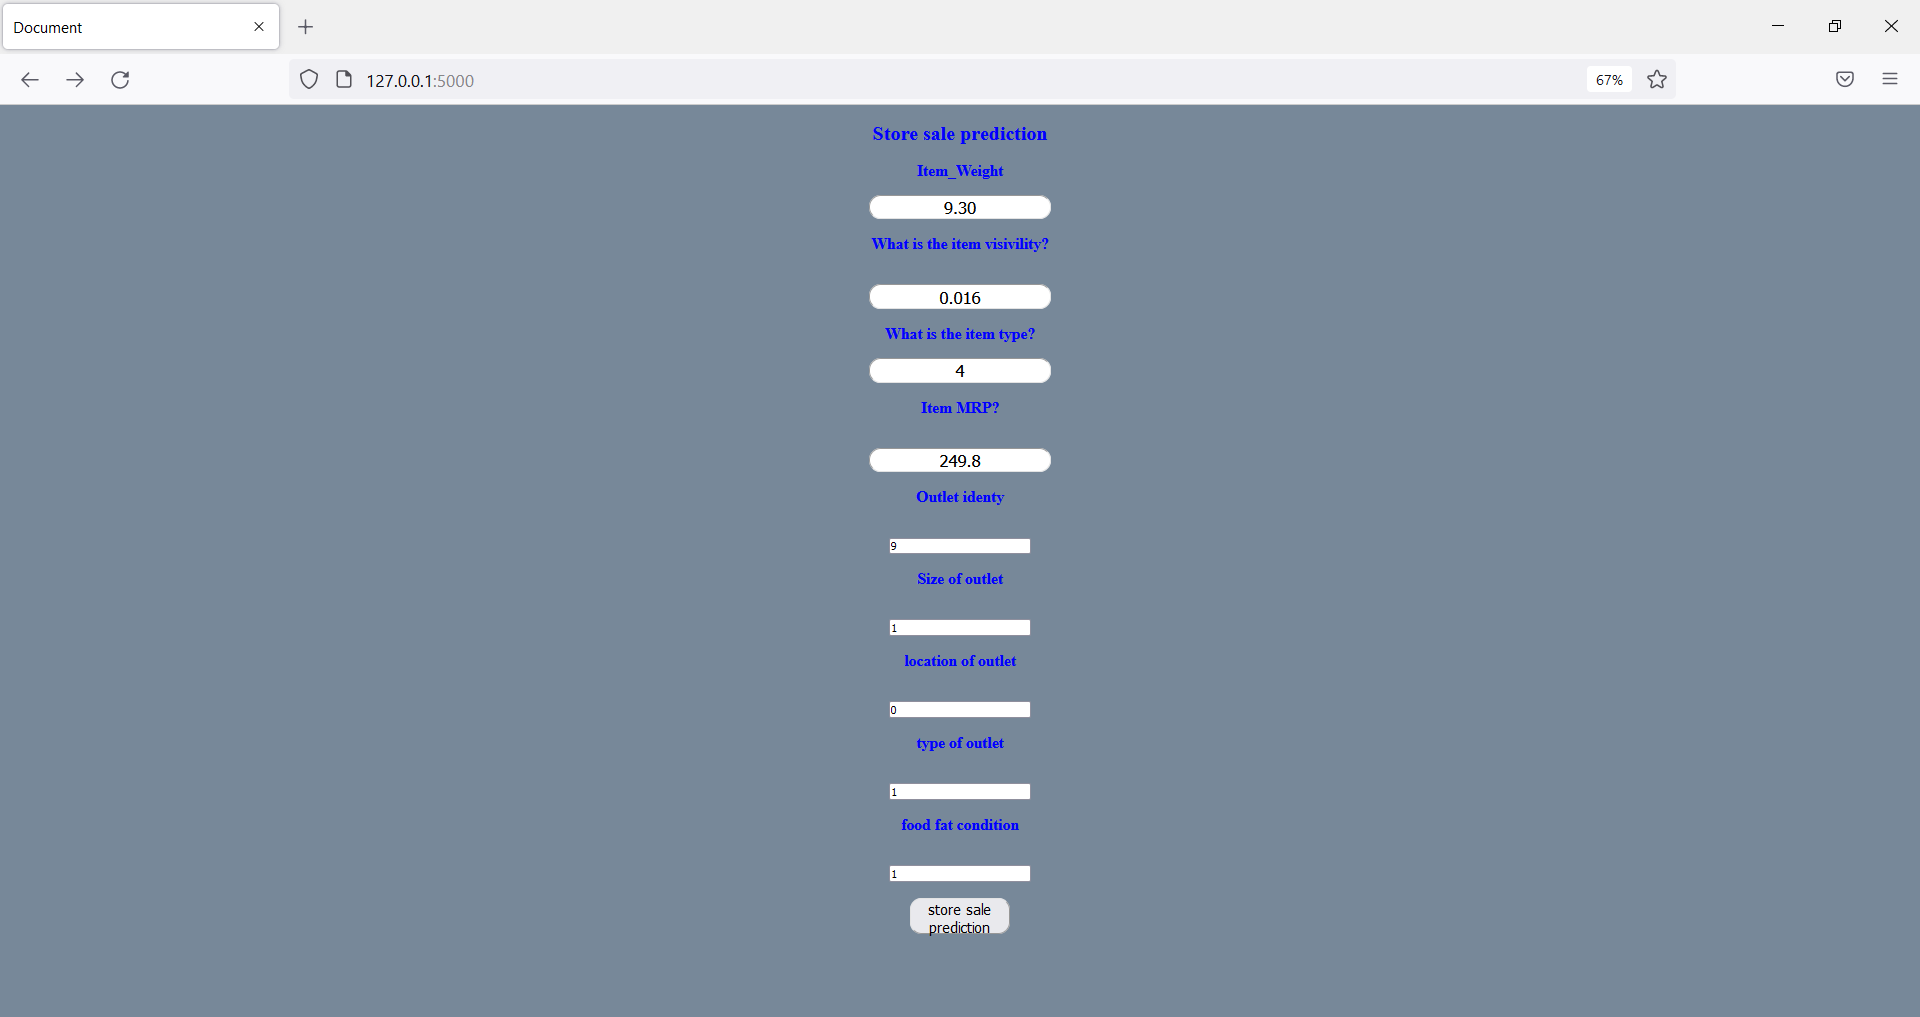 Document
127.0.0.1:5000
67%
Store sale prediction
Item_Weight
9.30
What is the item visivility?
0.016
What is the item type?
4
Item MRP?
249.8
Outlet identy
9
Size of outlet
1
location of outlet
0
type of outlet
1
food fat condition
1
store sale
prediction